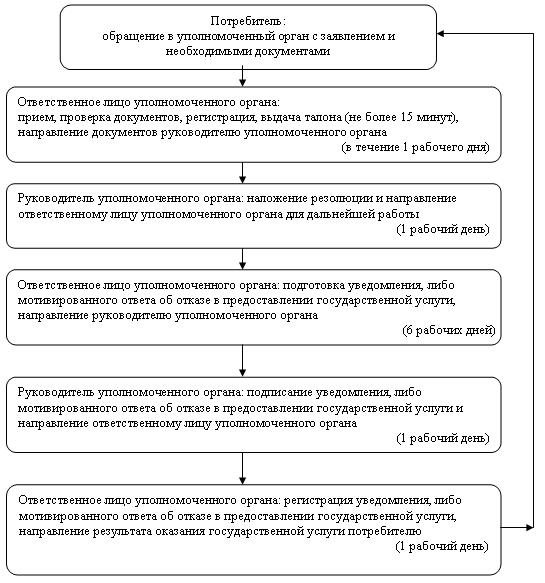 Потребитель:
обращение в уполномоченный орган с заявлением и
необходимыми документами
Ответственное лицо уполномоченного органа:
прием, проверка документов, регистрация, выдача талона (не более 15 минут),
направление документов руководителю уполномоченного органа
(в течение 1 рабочего дня)
Руководитель уполномоченного органа: наложение резолюции и направление
ответственному лицу уполномоченного органа для дальнейшей работы
(1 рабочий день)
Ответственное лицо уполномоченного органа: подготовка уведомления, либо
мотивированного ответа об отказе в предоставлении государственной услуги,
направление руководителю уполномоченного органа
(6 рабочих дней)
Руководитель уполномоченного органа: подписание уведомления, либо
мотивированного ответа об отказе в предоставлении государственной услуги и
направление ответственному лицу уполномоченного органа
(1 рабочий день)
Ответственное лицо уполномоченного органа: регистрация уведомления, либо
мотивированного ответа об отказе в предоставлении государственной услуги,
направление результата оказания государственной услуги потребителю
(1 рабочий день)